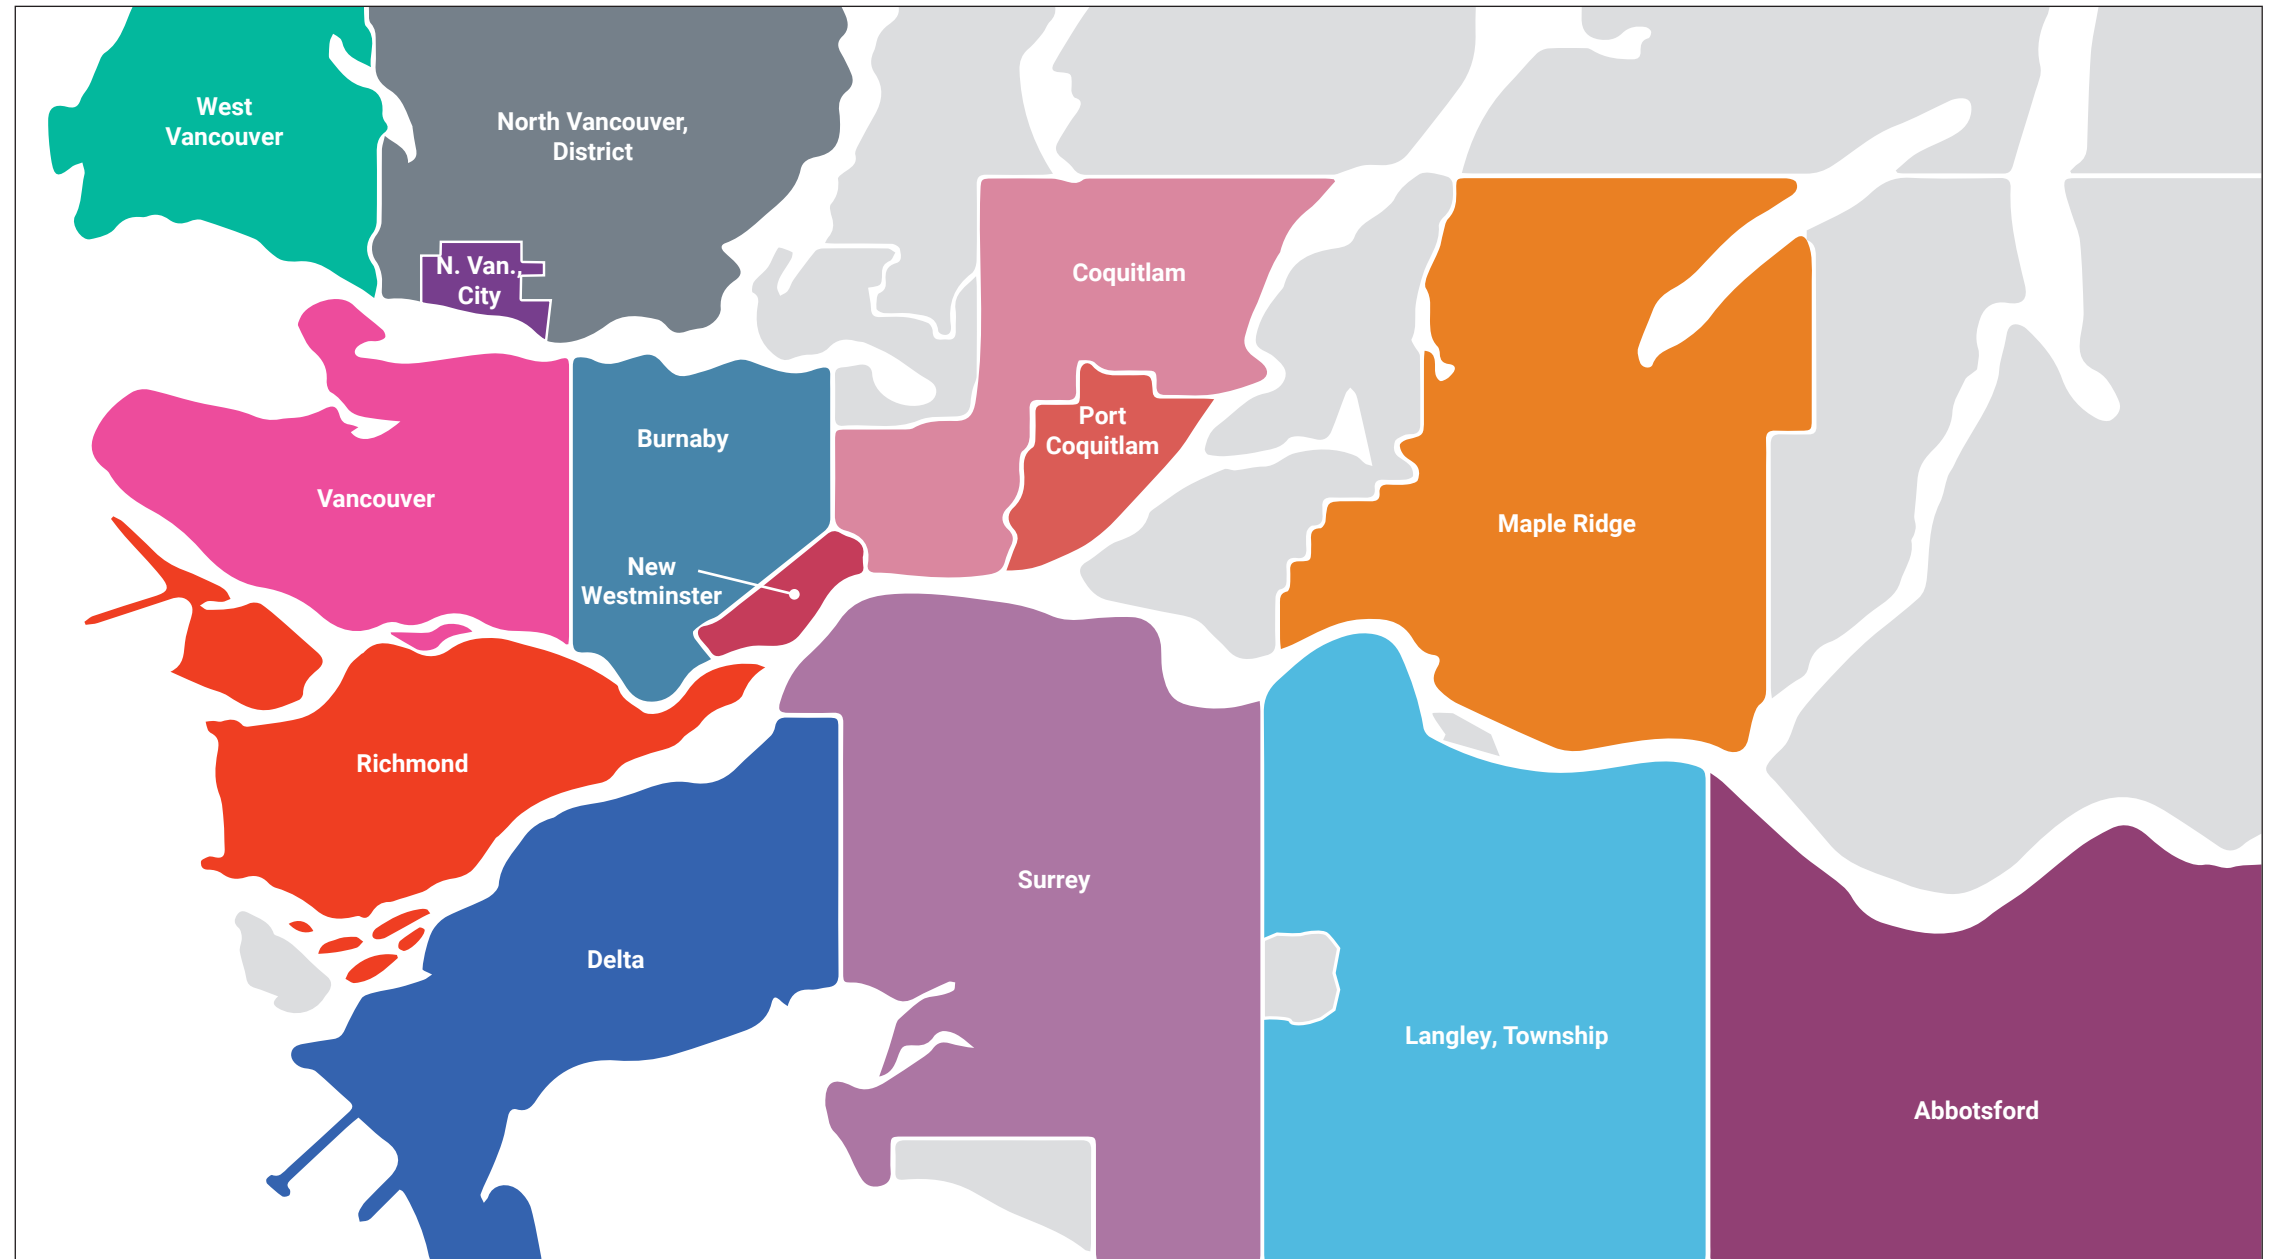 West
Vancouver
North Vancouver,
District
N. Van.,
City
Coquitlam
Port
Coquitlam
Burnaby
Vancouver
New
Westminster
Maple Ridge
Richmond
Surrey
Delta
Langley, Township
Abbotsford